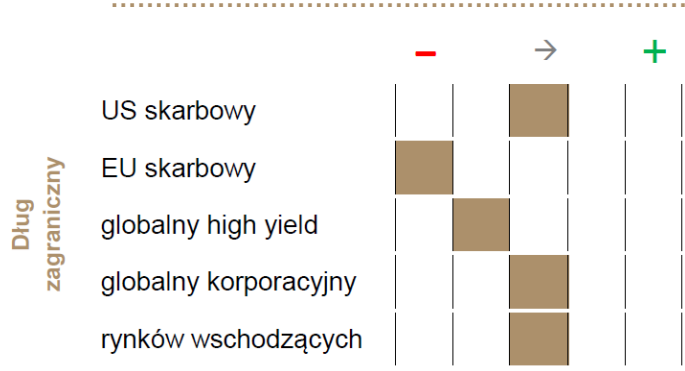 − → +
US skarbowy
EU skarbowy
globalny high yield
globalny korporacyjny
rynków wschodzących
Dług
zagraniczny